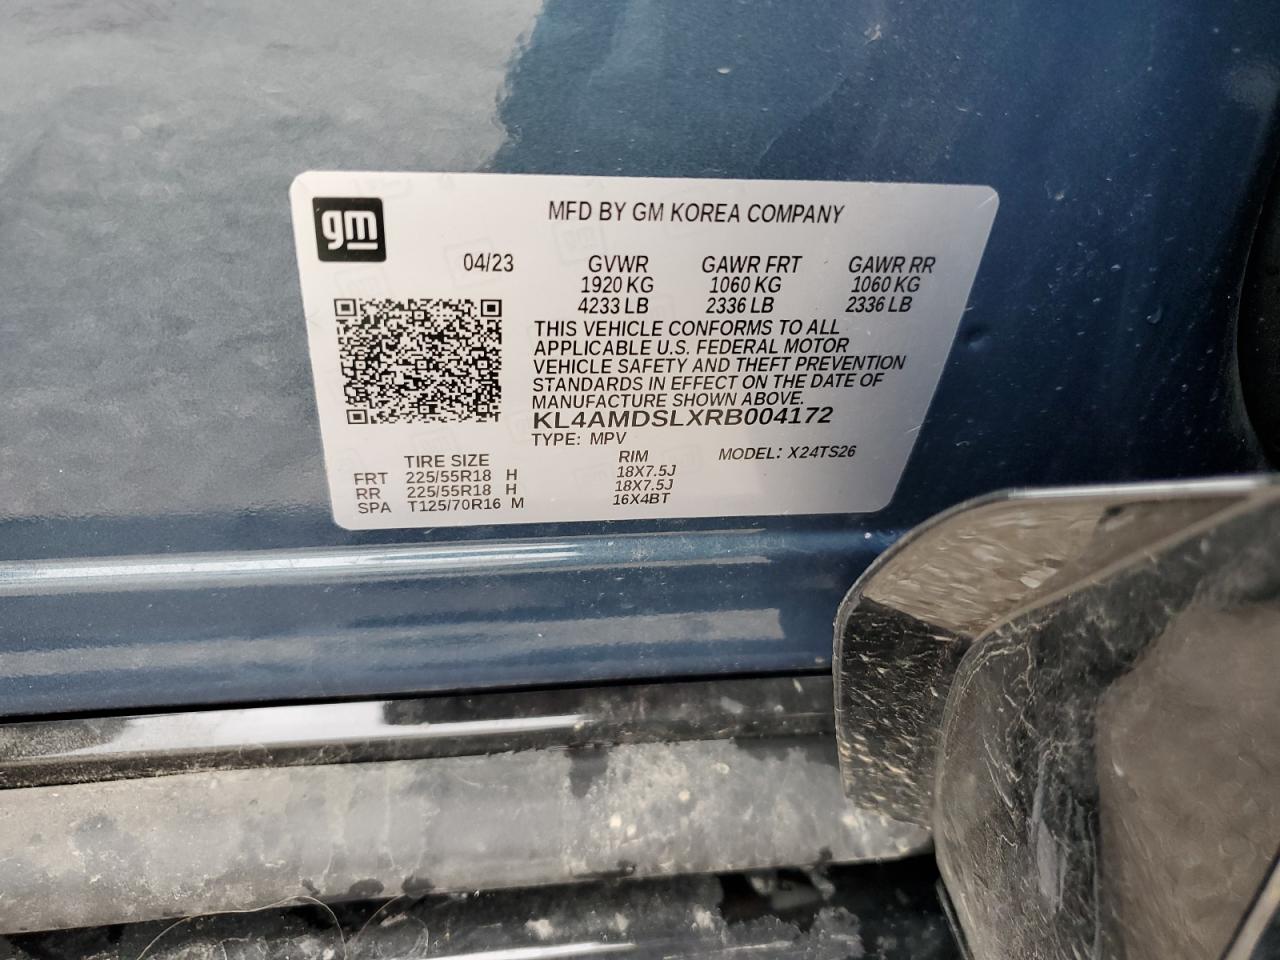 gm
MFD BY GM KOREA COMPANY
04/23 GVWR GAWR FRT GAWR RR
1920 KG 1060 KG 1060 KG
4233 LB 2336 LB 2336 LB
THIS VEHICLE CONFORMS TO ALL
APPLICABLE U.S. FEDERAL MOTOR
VEHICLE SAFETY AND THEFT PREVENTION
STANDARDS IN EFFECT ON THE DATE OF
MANUFACTURE SHOWN ABOVE.
KL4AMDSLXRB004172
TYPE: MPV
TIRE SIZE RIM MODEL: X24TS26
FRT 225/55R18 H 18X7.5J
RR 225/55R18 H 18X7.5J
SPA T125/70R16 M 16X4BT